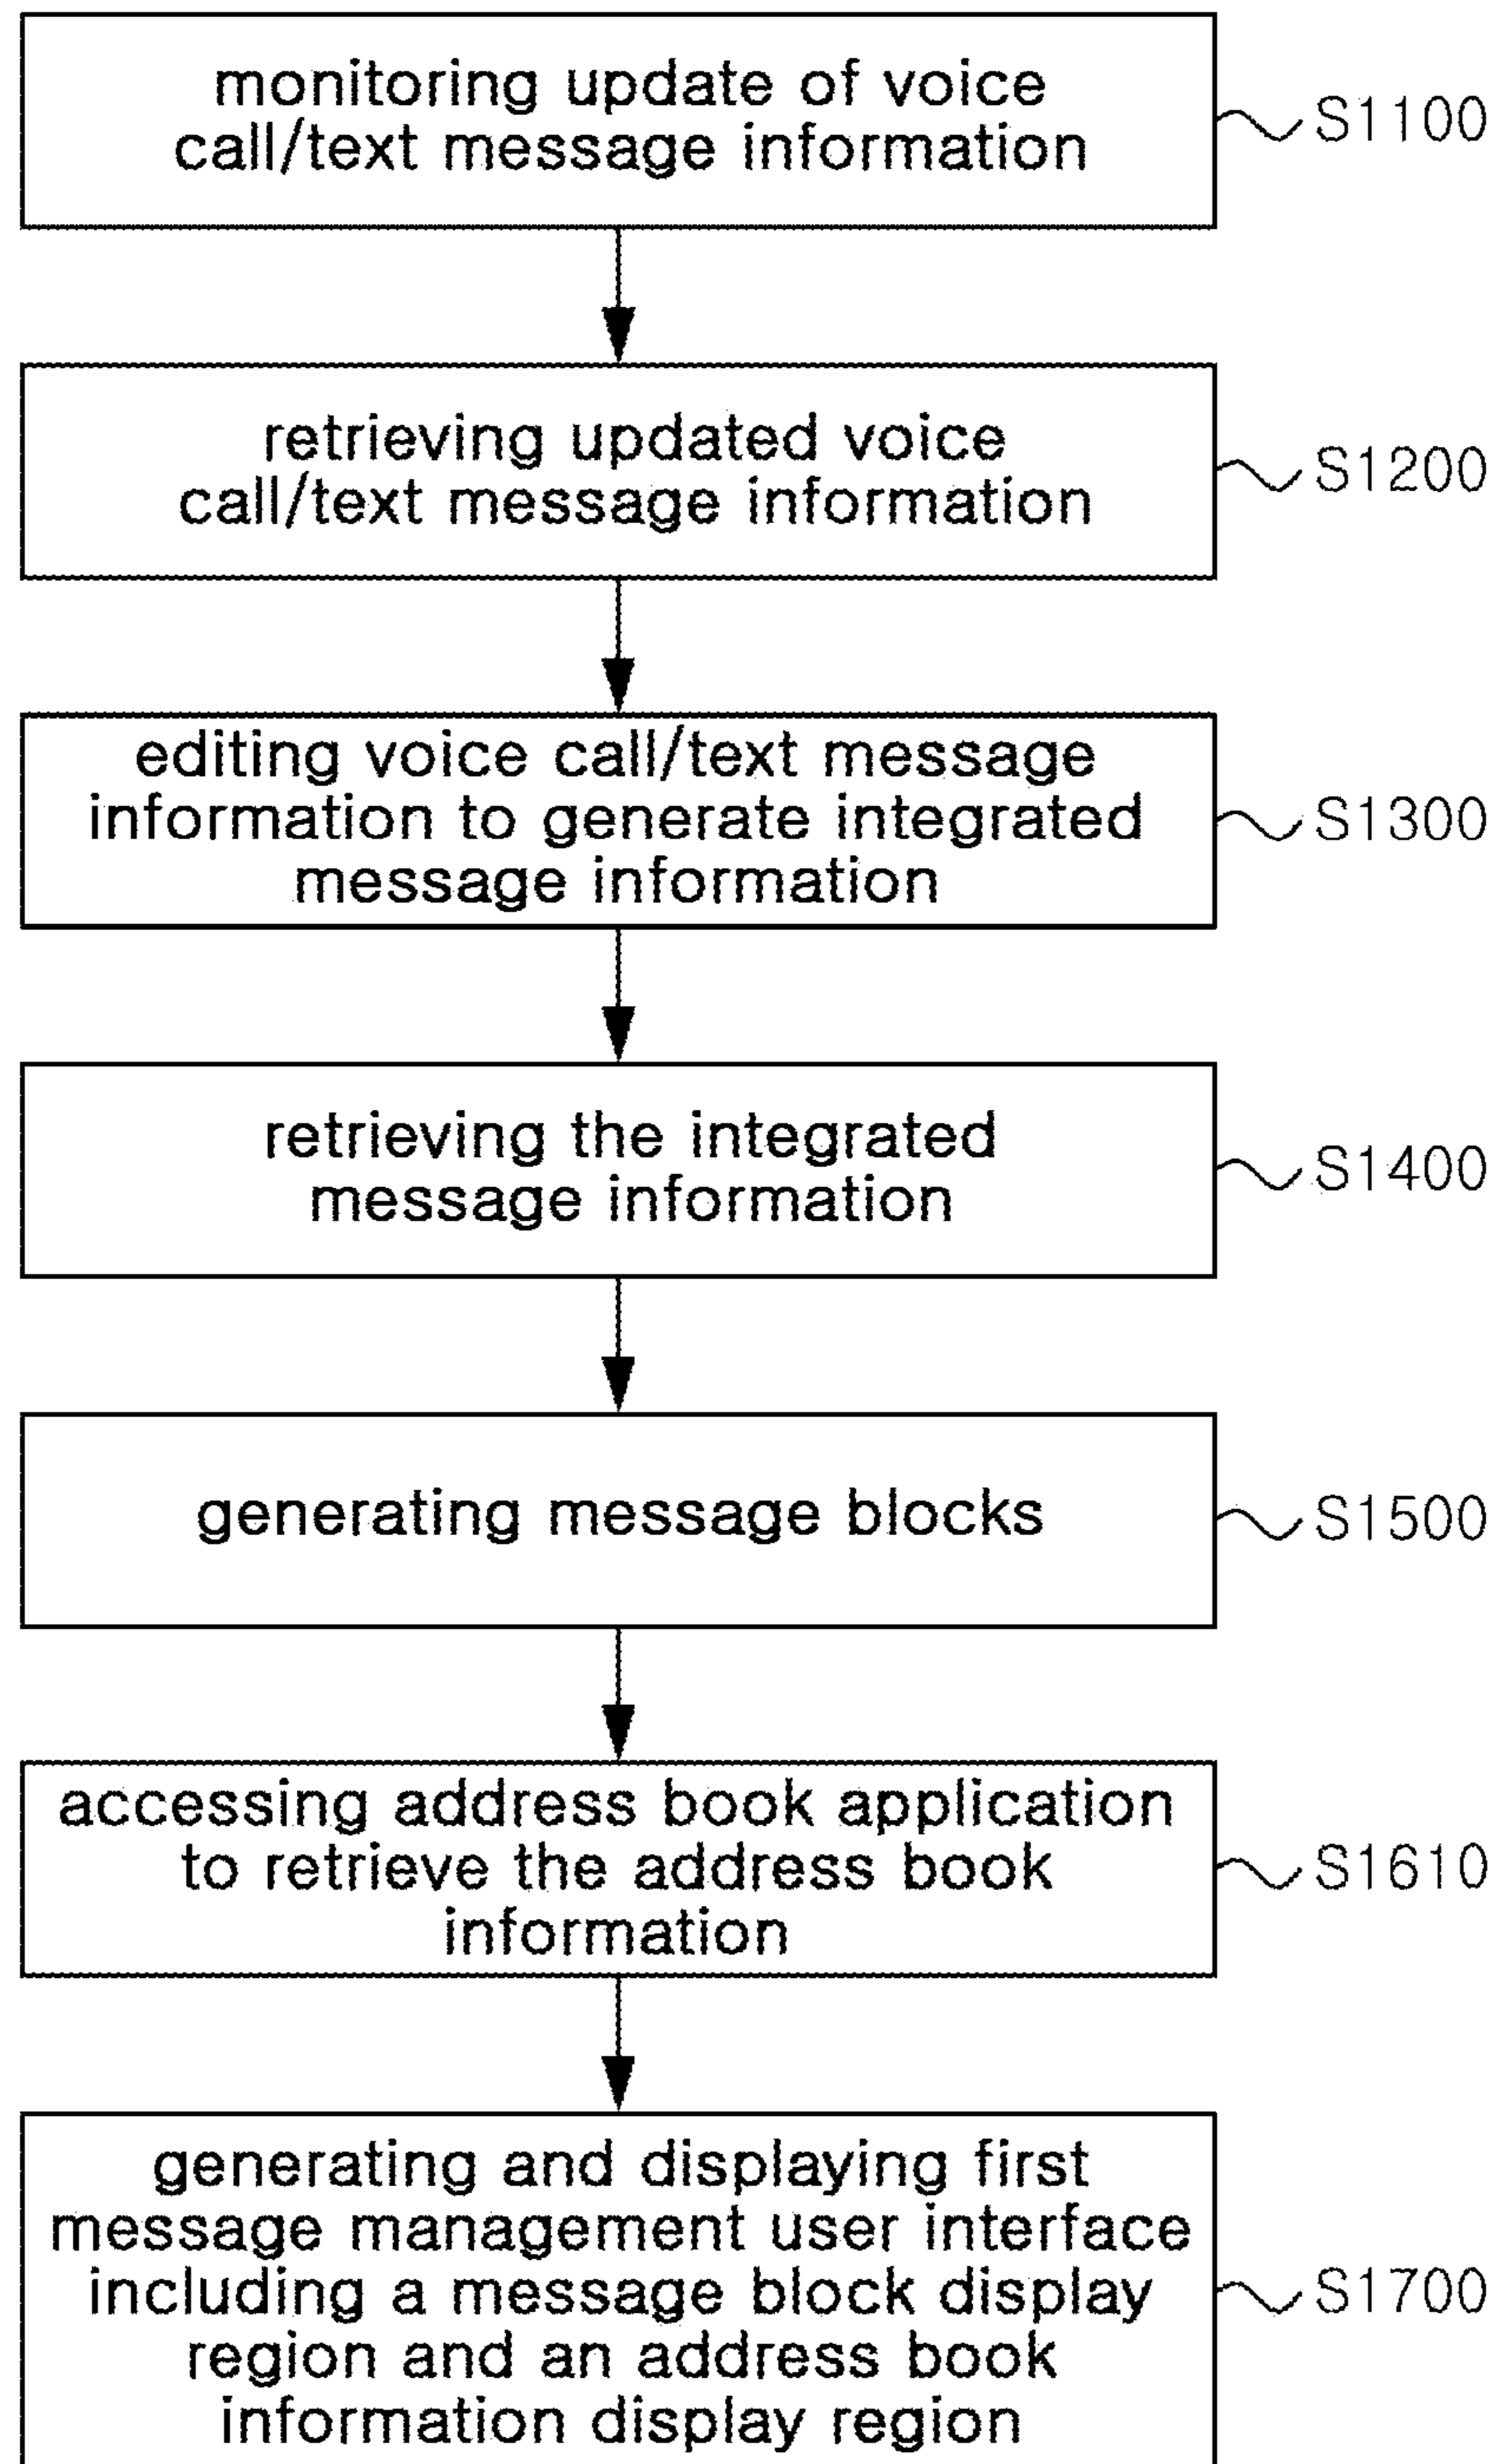 monitoring update of voice
call/text message information
S1100
retrieving updated voice
call/text message information
S1200
editing voice call/text message
information to generate integrated
message information
S1300
retrieving the integrated
message information
S1400
generating message blocks
S1500
accessing address book application
to retrieve the address book
information
S1610
generating and displaying first
message management user interface
including a message block display
region and an address book
information display region
S1700